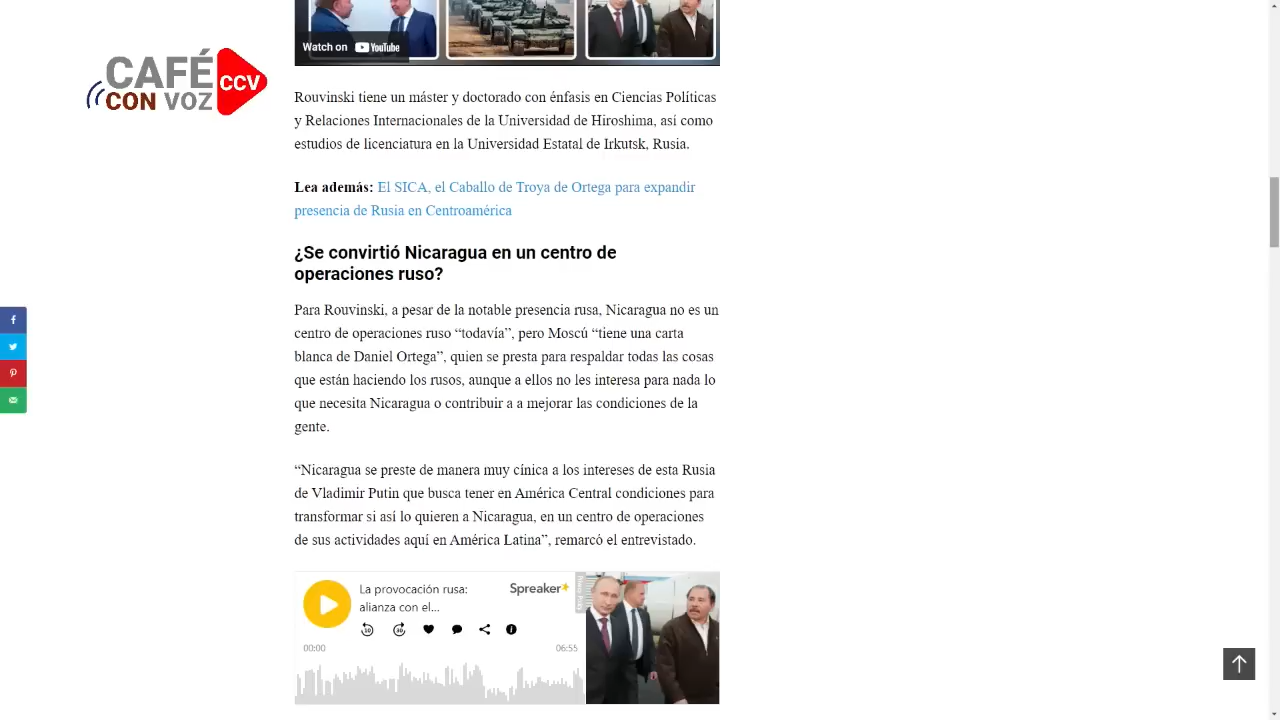 Watch on YouTube
CAFÉ
CON VOZ
CCV
Rouvinski tiene un máster y doctorado con énfasis en Ciencias Políticas
y Relaciones Internacionales de la Universidad de Hiroshima, así como
estudios de licenciatura en la Universidad Estatal de Irkutsk, Rusia.
Lea además: El SICA, el Caballo de Troya de Ortega para expandir
presencia de Rusia en Centroamérica
¿Se convirtió Nicaragua en un centro de
operaciones ruso?
Para Rouvinski, a pesar de la notable presencia rusa, Nicaragua no es un
centro de operaciones ruso “todavía”, pero Moscú “tiene una carta
blanca de Daniel Ortega”, quien se presta para respaldar todas las cosas
que están haciendo los rusos, aunque a ellos no les interesa para nada lo
que necesita Nicaragua o contribuir a a mejorar las condiciones de la
gente.
“Nicaragua se preste de manera muy cínica a los intereses de esta Rusia
de Vladimir Putin que busca tener en América Central condiciones para
transformar si así lo quieren a Nicaragua, en un centro de operaciones
de sus actividades aquí en América Latina”, remarcó el entrevistado.
La provocación rusa:
alianza con el...
Spreaker
10
30
00:00
06:55